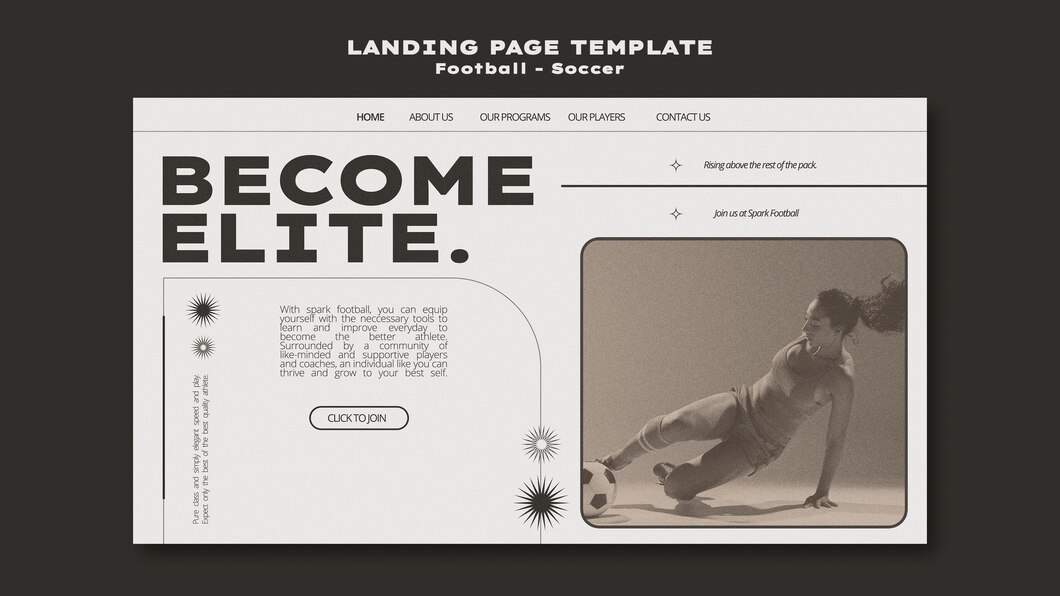 LANDING PAGE TEMPLATE
Football - Soccer
HOME ABOUT US OUR PROGRAMS OUR PLAYERS CONTACT US
BECOME
ELITE.
Rising above the rest of the pack.
Join us at Spark Football
With spark football, you can equip
yourself with the neccessary tools to
learn and improve everyday to
become the better athlete.
Surrounded by a community of
like-minded and supportive players
and coaches, an individual like you can
thrive and grow to your best self.
CLICK TO JOIN
Pure class and simply elegant speed and play.
Expect only the best of the best quality athlete.